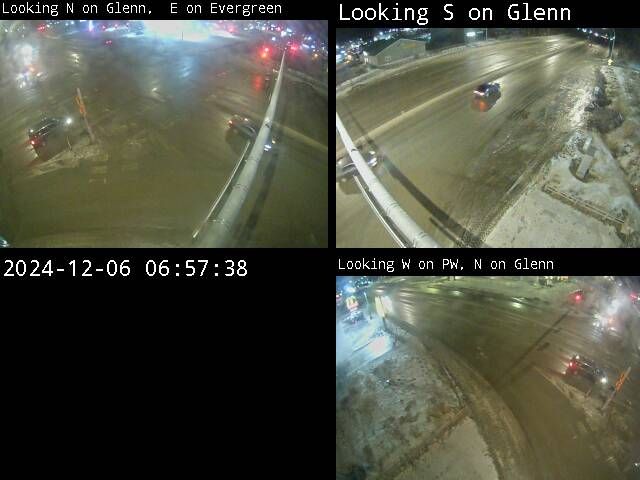 Looking N on Glenn,  E on Evergreen
Looking S on Glenn
2024-12-06 06:57:38
Looking W on PW, N on Glenn